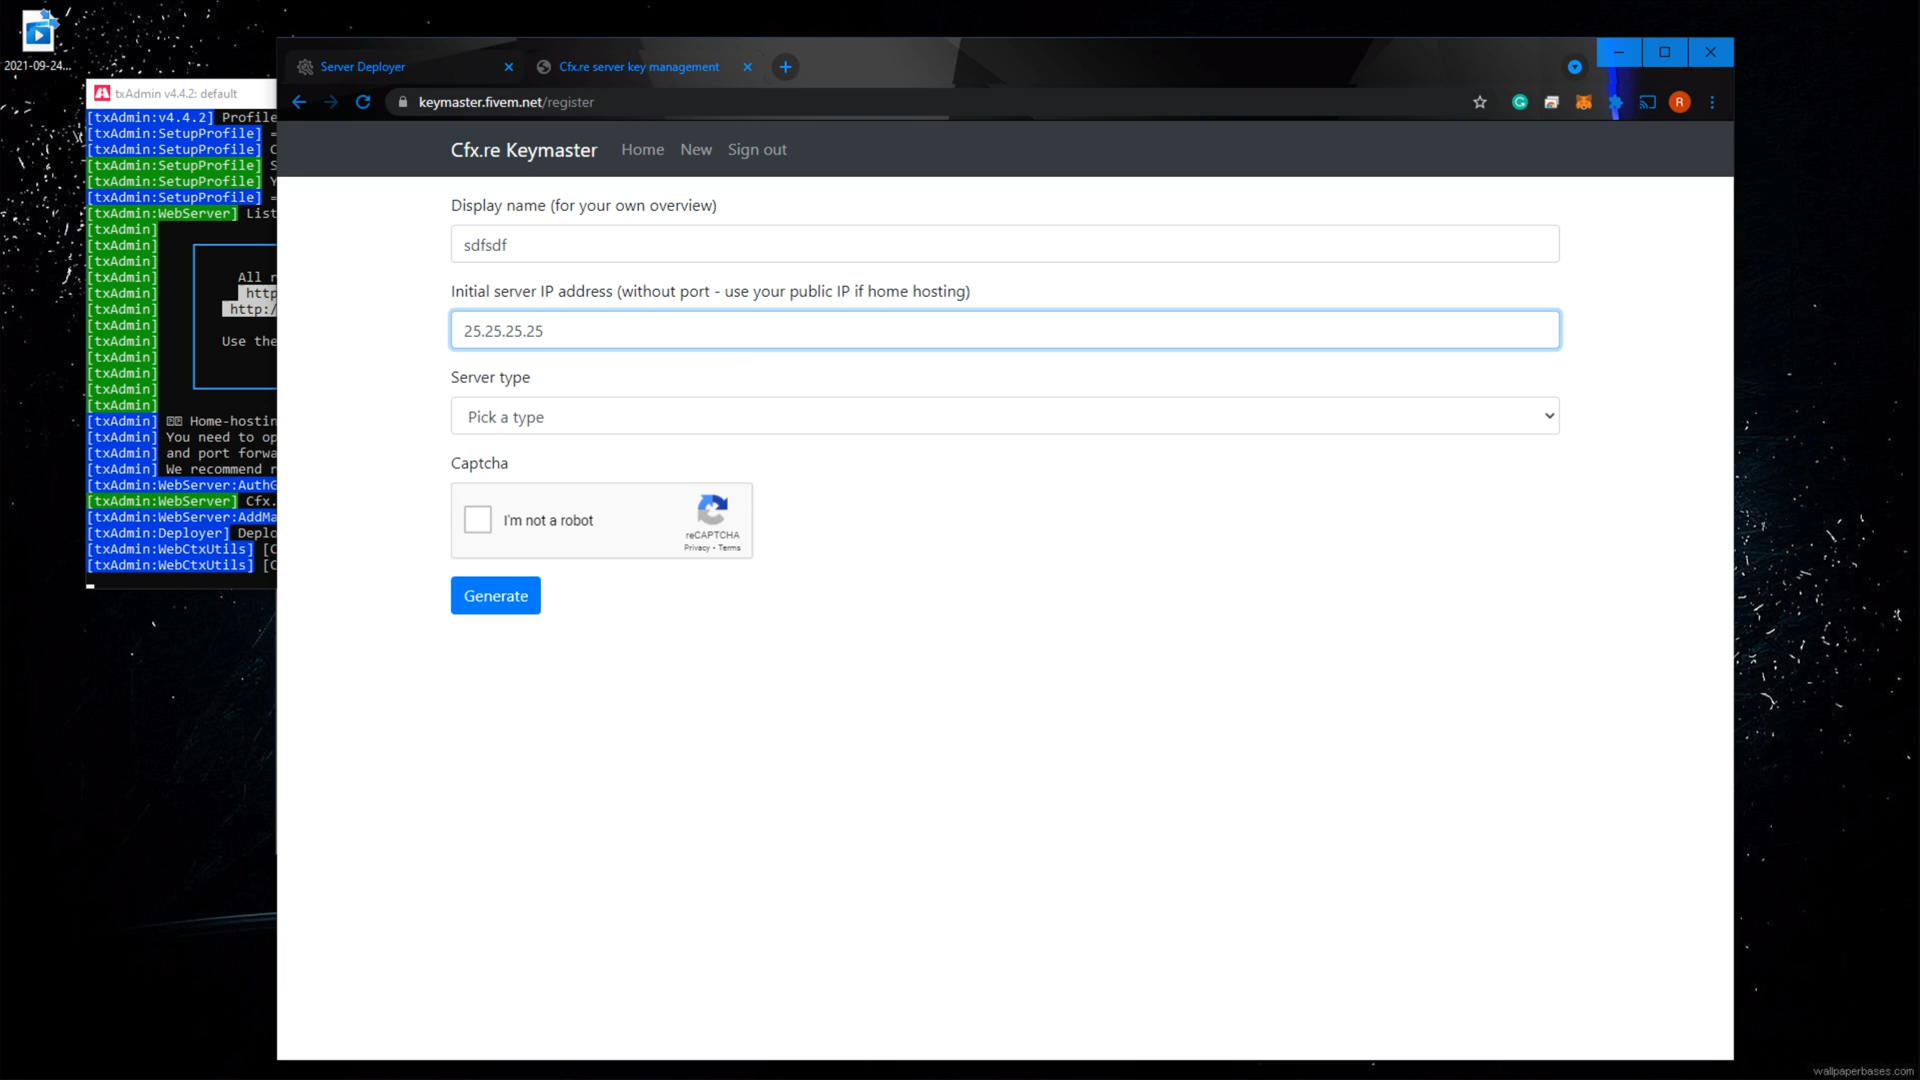 2021-09-24...
txAdmin v4.4.2: default
[txAdmin:v4.4.2] Profile
[txAdmin:SetupProfile] =
[txAdmin:SetupProfile] C
[txAdmin:SetupProfile] S
[txAdmin:SetupProfile] Y
[txAdmin:SetupProfile] =
[txAdmin:WebServer] List
[txAdmin]
[txAdmin]
[txAdmin]
[txAdmin] All r
[txAdmin] http
[txAdmin] http:/
[txAdmin]
[txAdmin] Use the
[txAdmin]
[txAdmin]
[txAdmin]
[txAdmin]
[txAdmin] Home-hostin
[txAdmin] You need to op
[txAdmin] and port forwa
[txAdmin] We recommend r
[txAdmin:WebServer:AuthG
[txAdmin:WebServer] Cfx.
[txAdmin:WebServer:AddMa
[txAdmin:Deployer] Deplo
[txAdmin:WebCtxUtils] [C
[txAdmin:WebCtxUtils] [C
Server Deployer
Cfx.re server key management
keymaster.fivem.net/register
R
Cfx.re Keymaster Home New Sign out
Display name (for your own overview)
sdfsdf
Initial server IP address (without port - use your public IP if home hosting)
25.25.25.25
Server type
Pick a type
Captcha
I'm not a robot
reCAPTCHA
Privacy - Terms
Generate
wallpaperbases.com